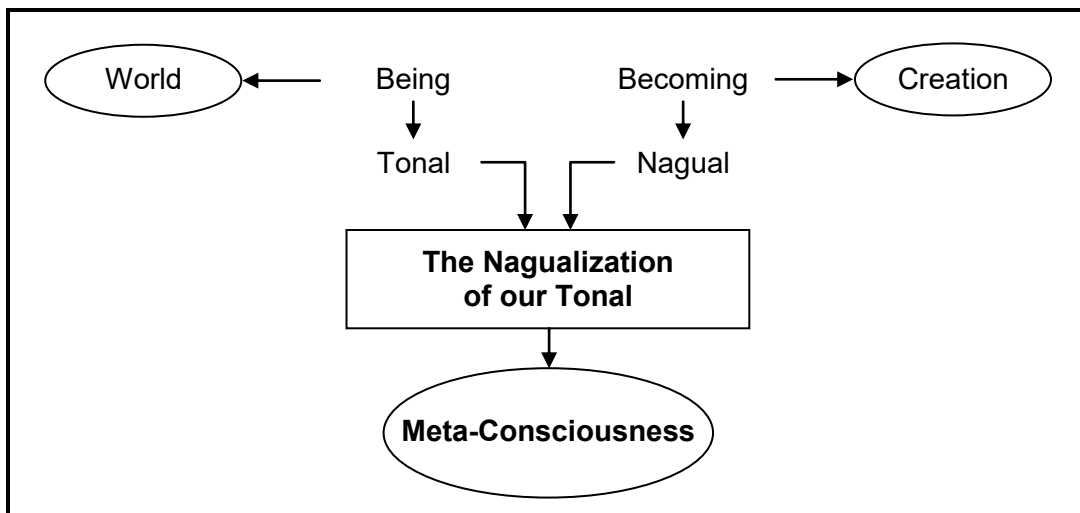 World Being Becoming Creation
Tonal Nagual
The Nagualization
of our Tonal
Meta-Consciousness